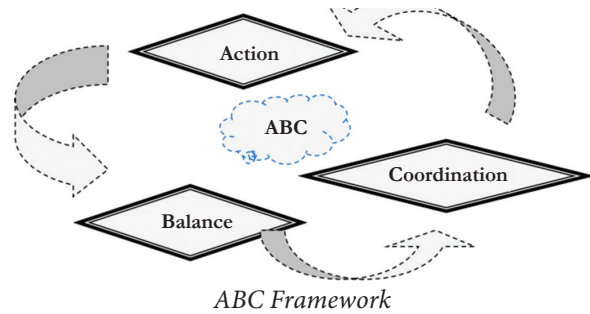 Action
ABC
Coordination
Balance
ABC Framework